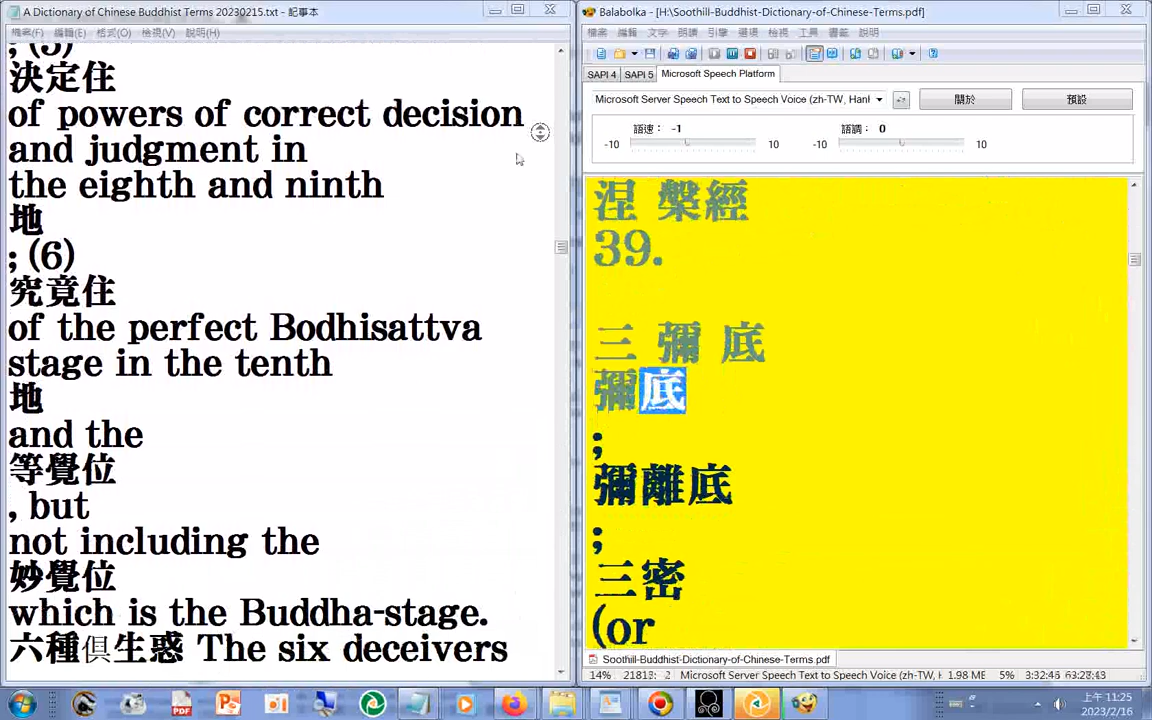 A Dictionary of Chinese Buddhist Terms 20230215.txt - 記事本
檔案(F) 編輯(E) 格式(O) 檢視(V) 說明(H)
; (5)
決定住
of powers of correct decision
and judgment in
the eighth and ninth
地
; (6)
究竟住
of the perfect Bodhisattva
stage in the tenth
地
and the
等覺位
, but
not including the
妙覺位
which is the Buddha-stage.
六種俱生惑 The six deceivers
Balabolka - [H:\Soothill-Buddhist-Dictionary-of-Chinese-Terms.pdf]
檔案 編輯 文字 朗讀 引擎 選項 檢視 工具 書籤 說明
SAPI 4 SAPI 5 Microsoft Speech Platform
Microsoft Server Speech Text to Speech Voice (zh-TW, Hanl
關於
預設
語速： -1
語調： 0
-10 10 -10 10
涅 槃經
39.
三 彌 底
彌底
;
彌離底
;
三密
(or
Soothill-Buddhist-Dictionary-of-Chinese-Terms.pdf
14% 21813: 2 Microsoft Server Speech Text to Speech Voice (zh-TW, H 1.98 ME 5% 3:32:46 63:28:43
上午 11:25
2023/2/16